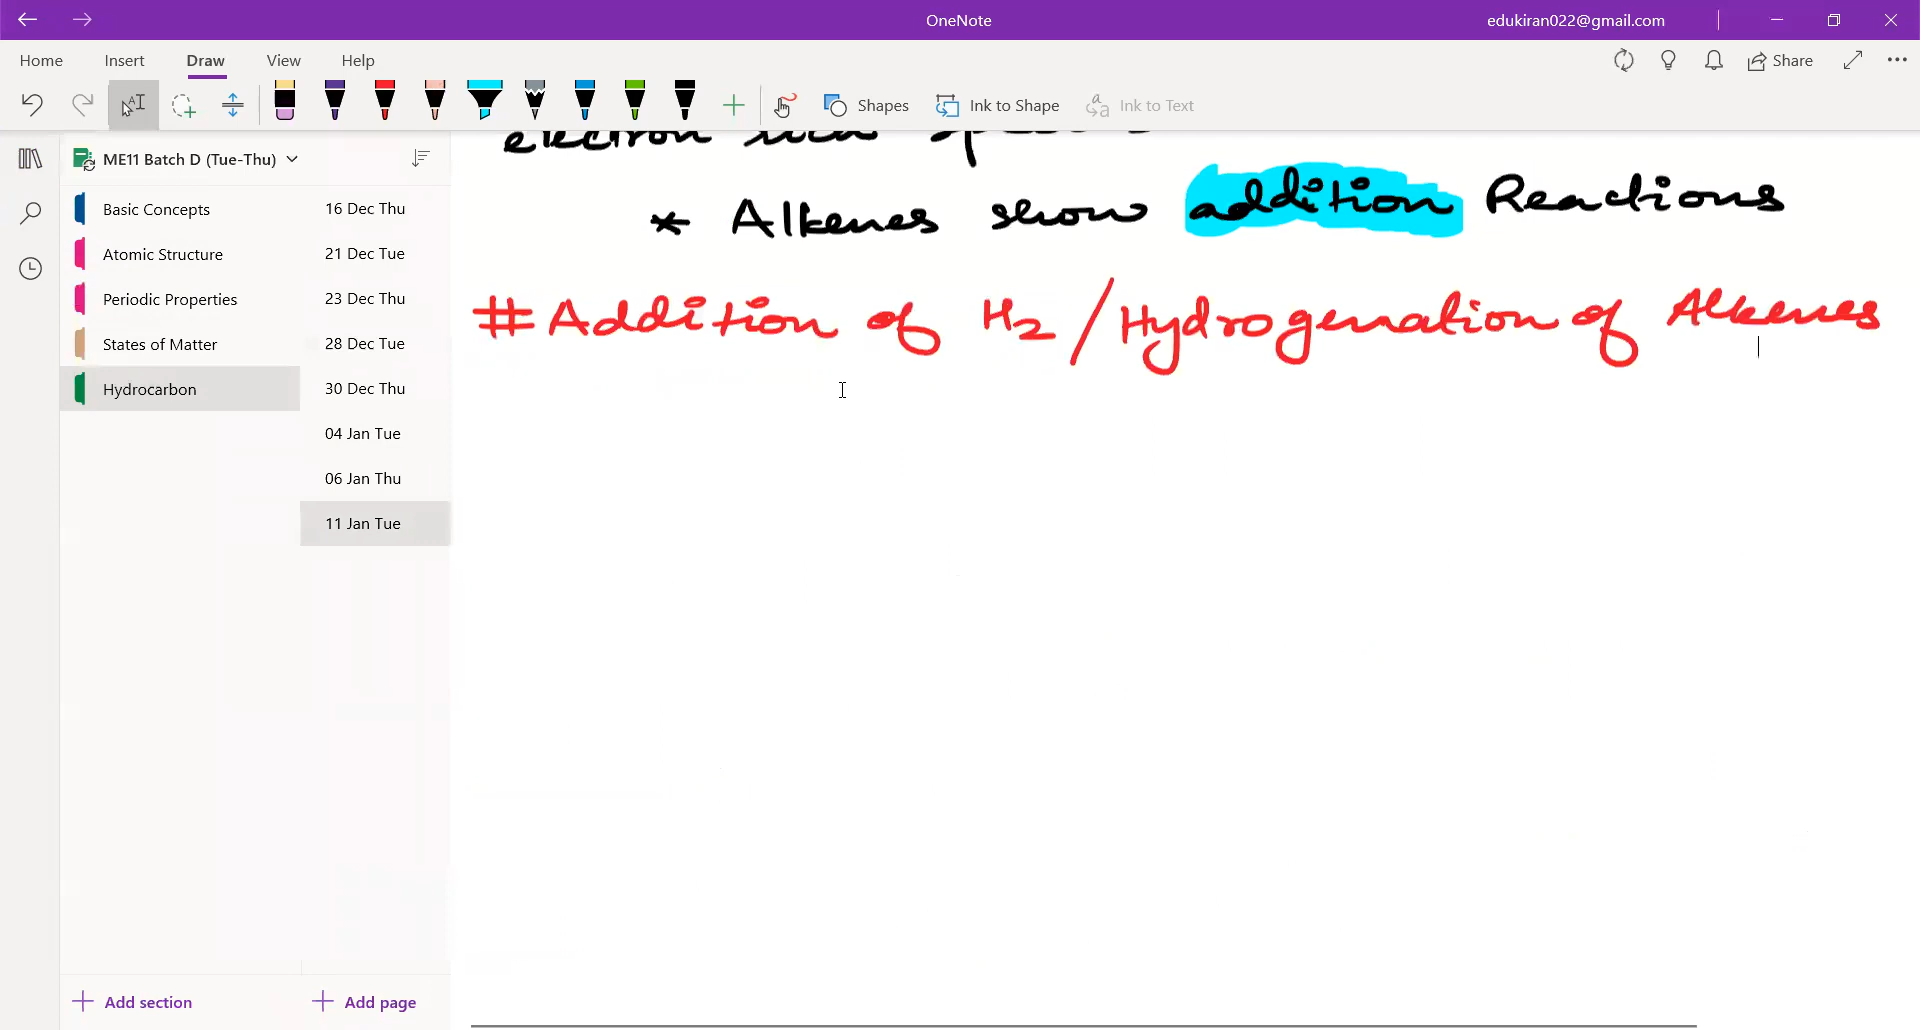 OneNote
edukiran022@gmail.com
Home Insert Draw View Help
Share
Shapes Ink to Shape Ink to Text
ME11 Batch D (Tue-Thu)
Basic Concepts
Atomic Structure
Periodic Properties
States of Matter
Hydrocarbon
16 Dec Thu
21 Dec Tue
23 Dec Thu
28 Dec Tue
30 Dec Thu
04 Jan Tue
06 Jan Thu
11 Jan Tue
Add section
Add page
electron rich
* Alkenes show addition Reactions
# Addition of H2/Hydrogenation of Alkenes